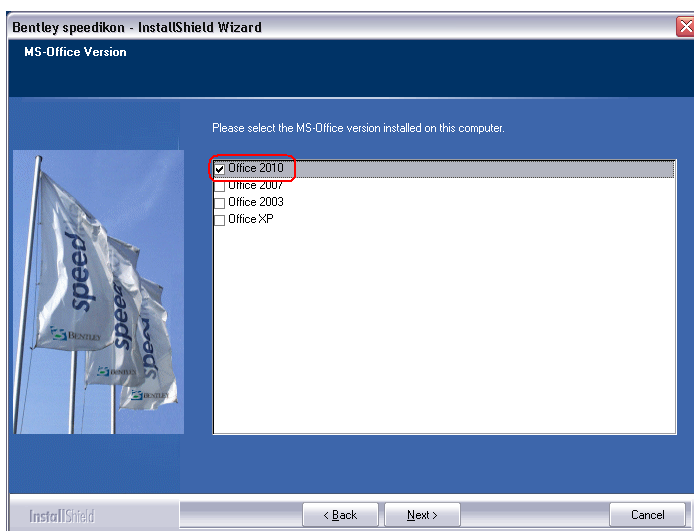 Bentley speedikon - InstallShield Wizard
MS-Office Version
Please select the MS-Office version installed on this computer.
Office 2010
Office 2007
Office 2003
Office XP
speed
BENTLEY
speed
BENTLEY
speed
BENTLEY
InstallShield
< Back
Next >
Cancel